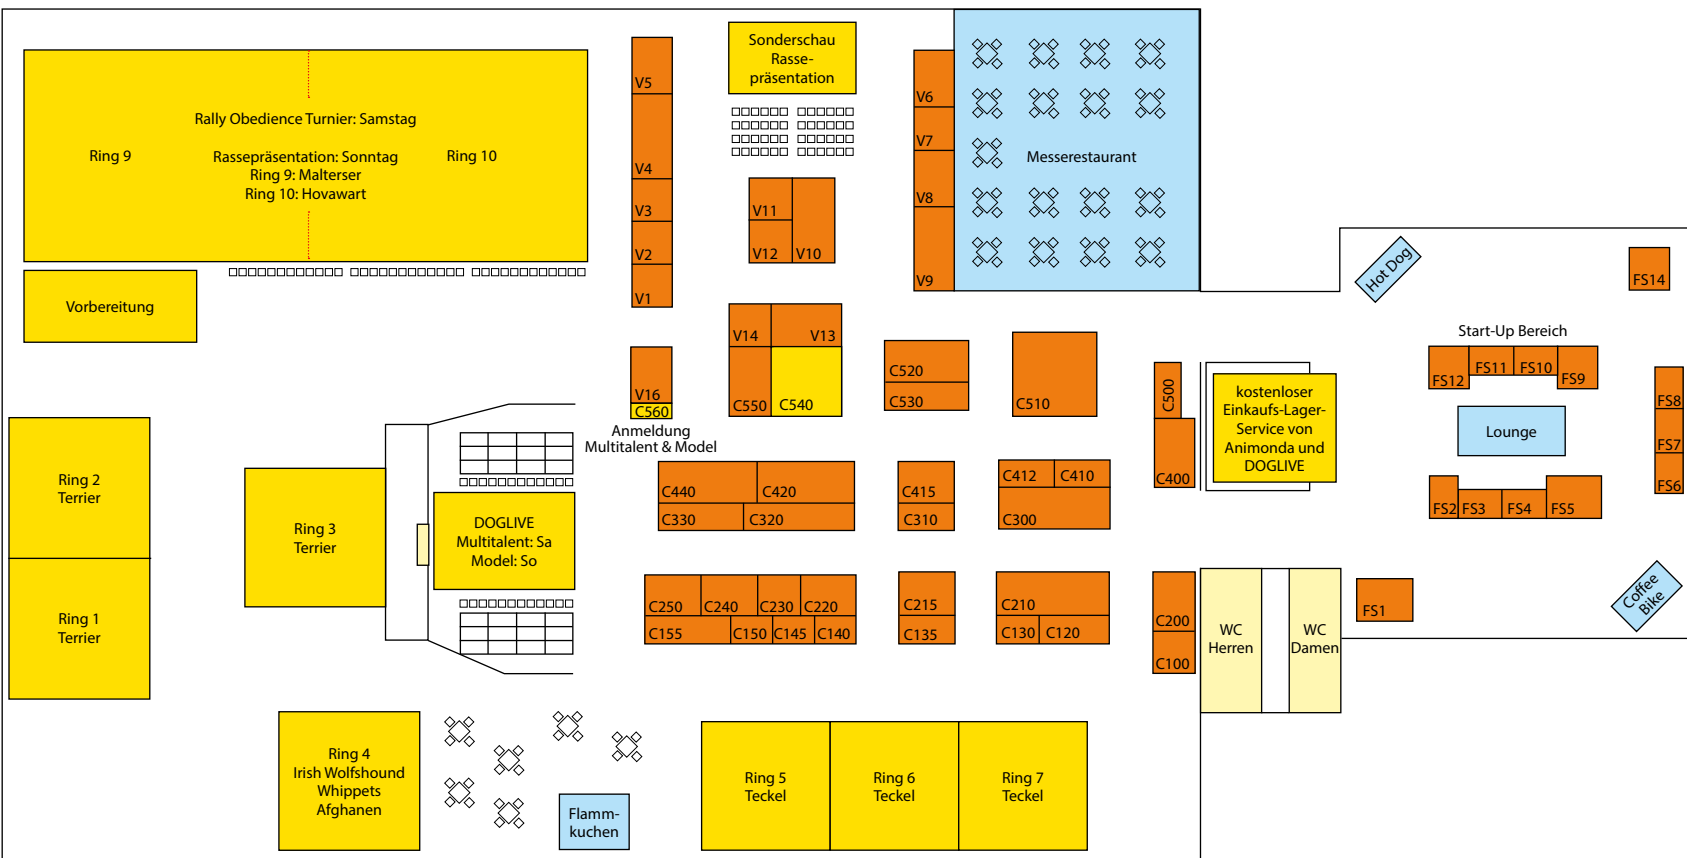 Sonderschau
Rasse-
präsentation
Rally Obedience Turnier: Samstag
Ring 9
Rassepräsentation: Sonntag
Ring 9: Malterser
Ring 10: Hovawart
Ring 10
Vorbereitung
V5
V4
V3
V2
V1
V11
V12
V10
V6
V7
V8
V9
Messerestaurant
Hot Dog
FS14
Start-Up Bereich
FS12
FS11
FS10
FS9
FS8
FS7
FS6
Lounge
FS2
FS3
FS4
FS5
FS1
Coffee
Bike
V14
V13
C550
C540
V16
C560
Anmeldung
Multitalent & Model
C520
C530
C510
C500
C400
kostenloser
Einkaufs-Lager-
Service von
Animonda und
DOGLIVE
C440
C420
C330
C320
C415
C310
C412
C410
C300
Ring 2
Terrier
Ring 1
Terrier
Ring 3
Terrier
DOGLIVE
Multitalent: Sa
Model: So
C250
C240
C230
C220
C155
C150
C145
C140
C215
C135
C210
C130
C120
C200
C100
WC
Herren
WC
Damen
Ring 4
Irish Wolfshound
Whippets
Afghanen
Flamm-
kuchen
Ring 5
Teckel
Ring 6
Teckel
Ring 7
Teckel